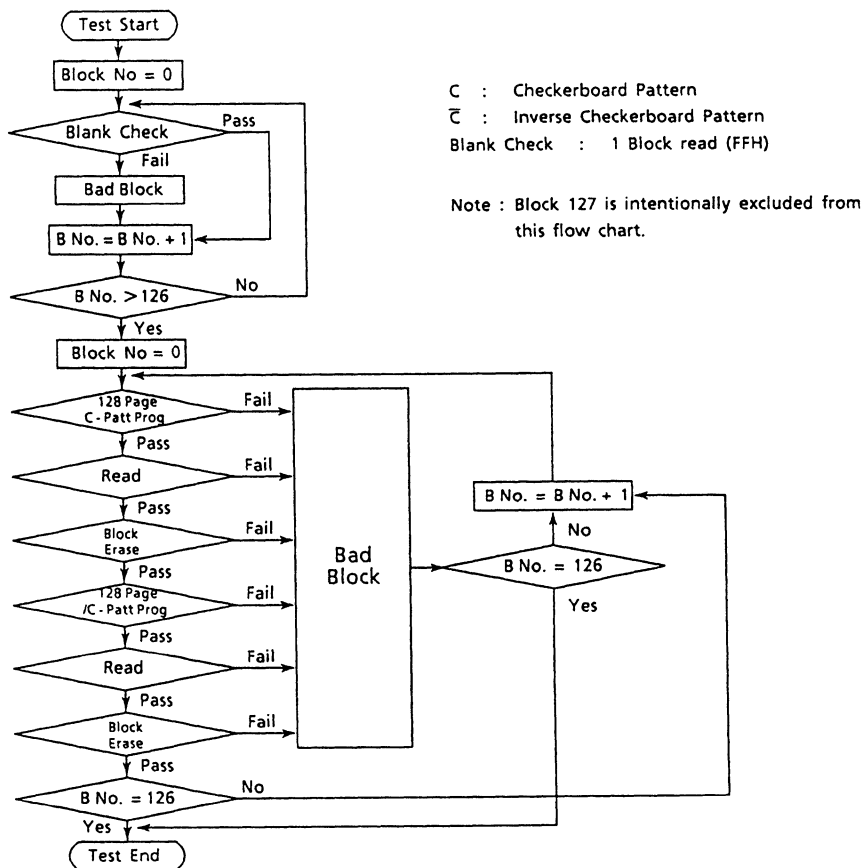 Test Start
Block No = 0
Blank Check
Pass
Fail
Bad Block
B No. = B No. + 1
B No. > 126
No
Yes
Block No = 0
C : Checkerboard Pattern
C̅ : Inverse Checkerboard Pattern
Blank Check : 1 Block read (FFH)
Note : Block 127 is intentionally excluded from
this flow chart.
128 Page
C - Patt Prog
Fail
Pass
Read
Fail
Pass
Block
Erase
Fail
Pass
128 Page
/C - Patt Prog
Fail
Pass
Read
Fail
Pass
Block
Erase
Fail
Pass
B No. = 126
No
Yes
Test End
Bad
Block
B No. = B No. + 1
No
B No. = 126
Yes